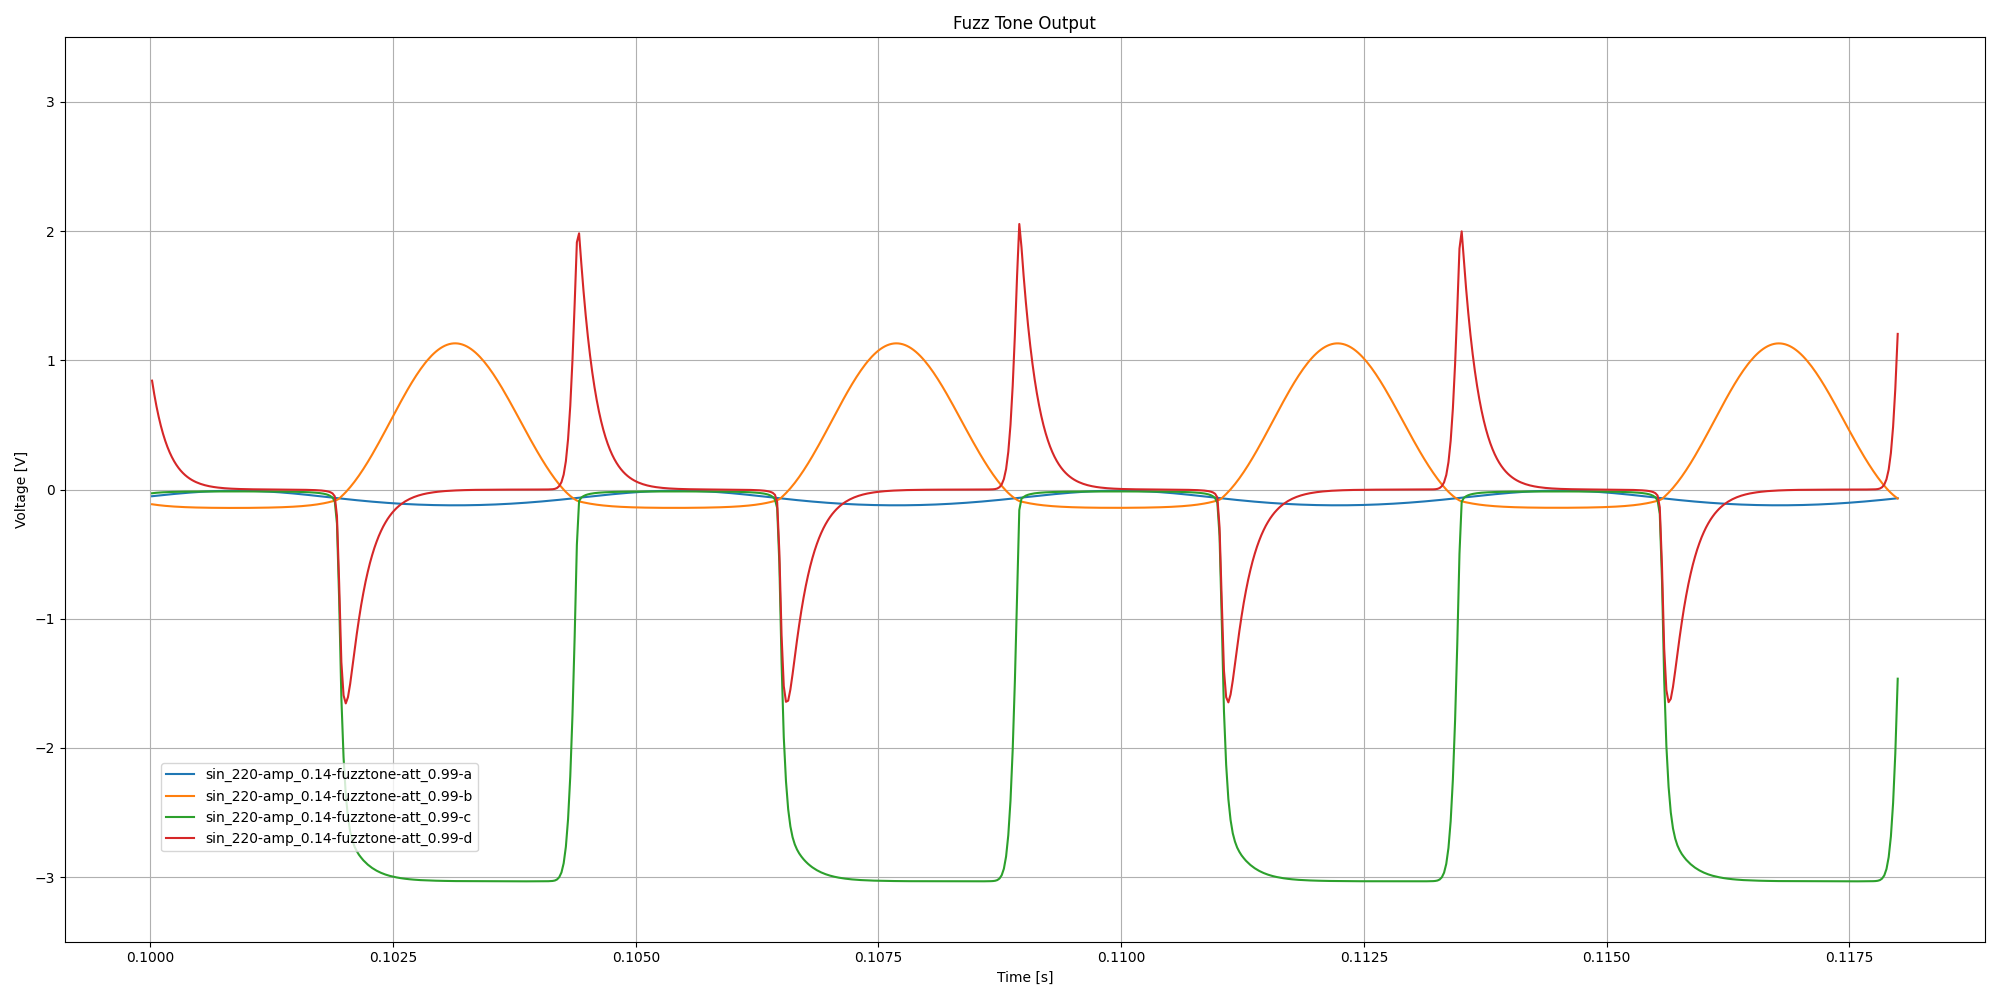 Fuzz Tone Output
Voltage [V]
3
2
1
0
−1
−2
−3
sin_220-amp_0.14-fuzztone-att_0.99-a
sin_220-amp_0.14-fuzztone-att_0.99-b
sin_220-amp_0.14-fuzztone-att_0.99-c
sin_220-amp_0.14-fuzztone-att_0.99-d
0.1000 0.1025 0.1050 0.1075 0.1100 0.1125 0.1150 0.1175
Time [s]